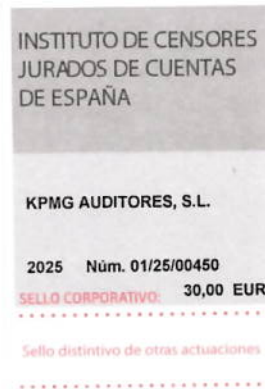 INSTITUTO DE CENSORES
JURADOS DE CUENTAS
DE ESPAÑA
KPMG AUDITORES, S.L.
2025 Núm. 01/25/00450
SELLO CORPORATIVO: 30,00 EUR
Sello distintivo de otras actuaciones